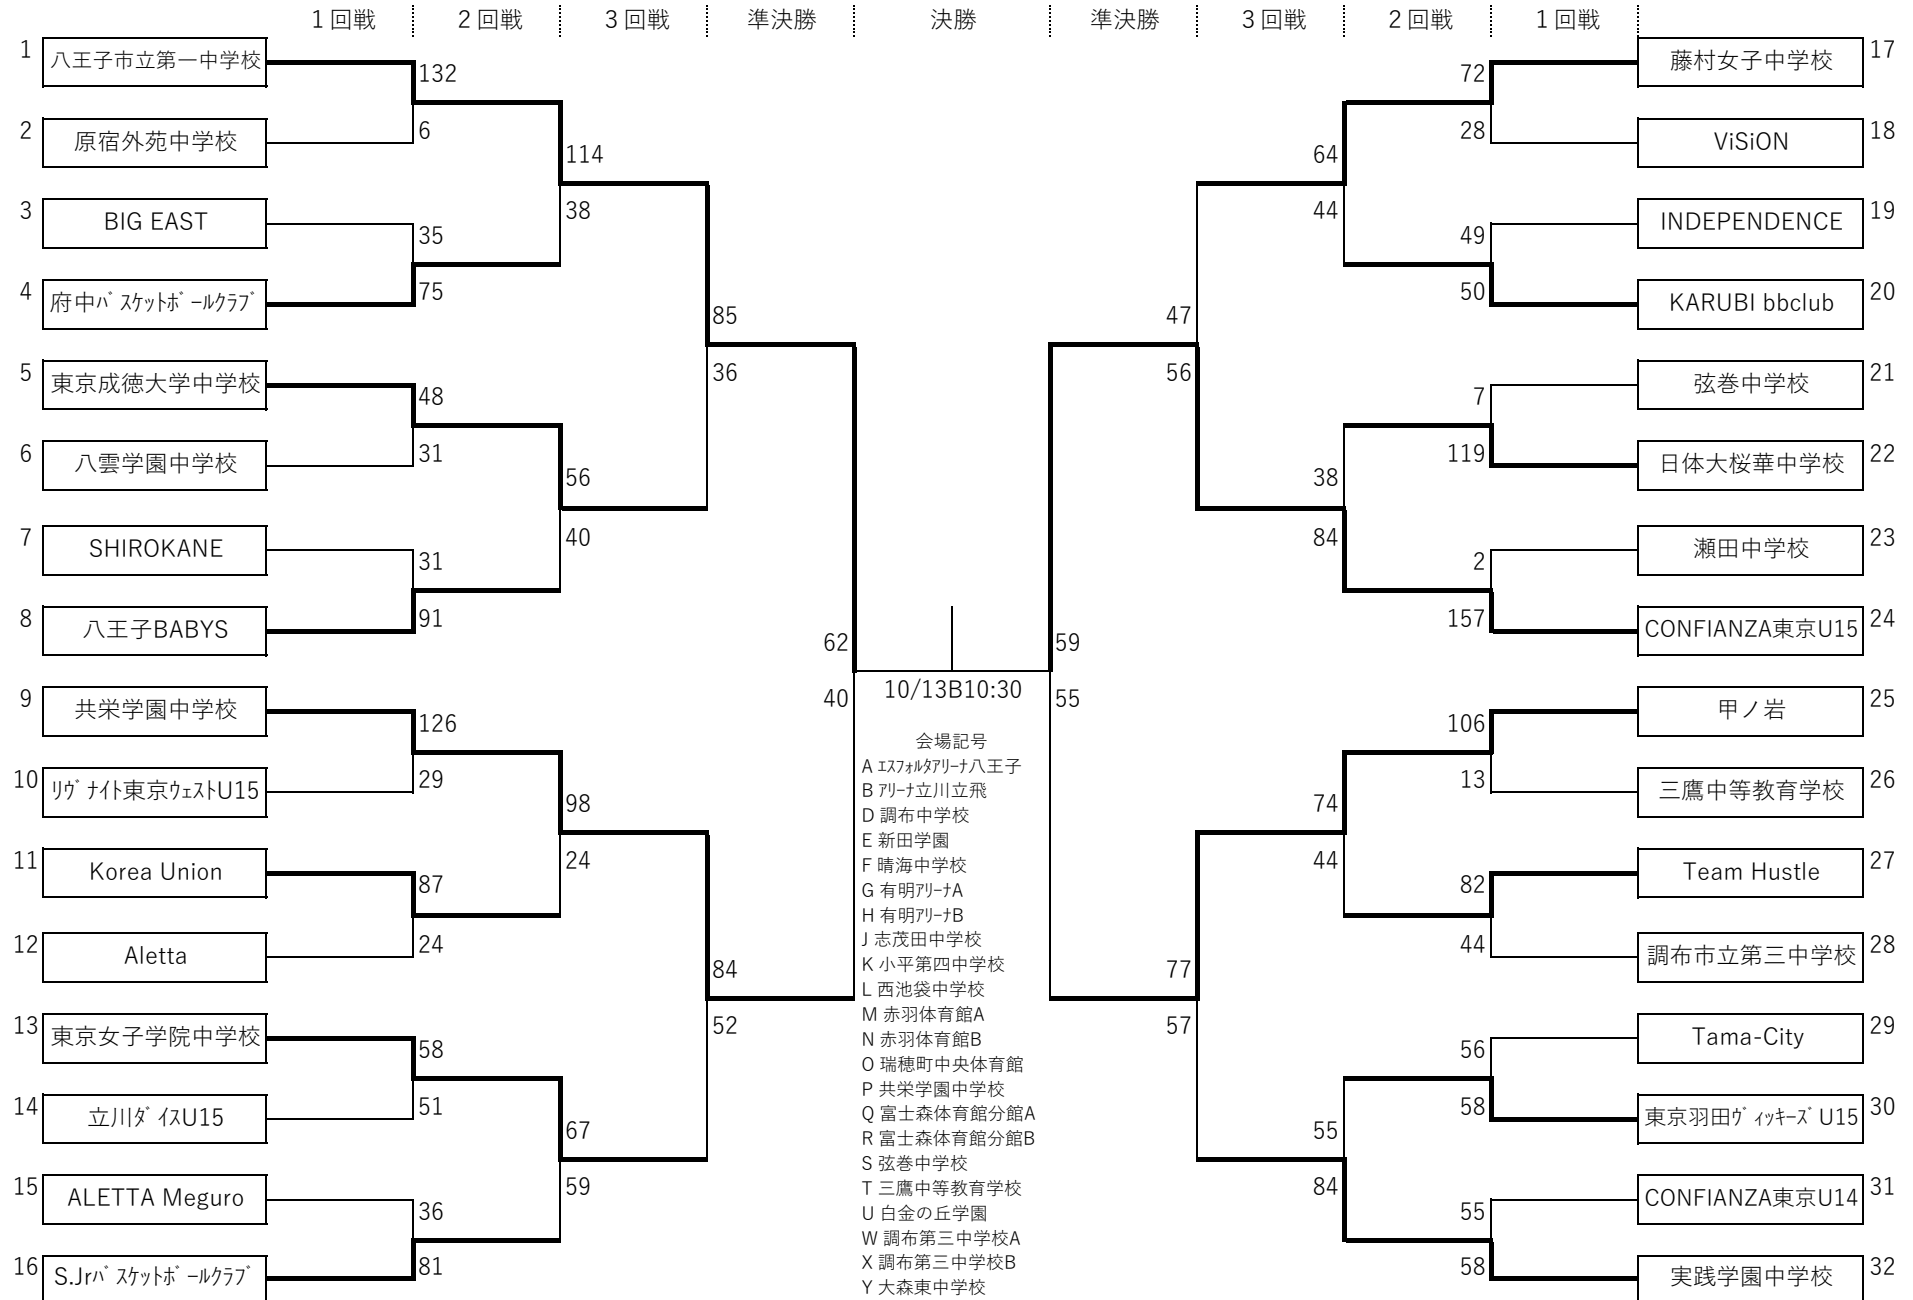 1回戦 2回戦 3回戦 準決勝 決勝 準決勝 3回戦 2回戦 1回戦
1 八王子市立第一中学校
132
2 原宿外苑中学校
6
114
3 BIG EAST
38
35
4 府中ﾊﾞｽｹｯﾄﾎﾞｰﾙｸﾗﾌﾞ
75
85
5 東京成徳大学中学校
36
48
6 八雲学園中学校
31
56
7 SHIROKANE
40
31
8 八王子BABYS
91
62
9 共栄学園中学校
40
126
10 ﾘｳﾞﾅｲﾄ東京ｳｪｽﾄU15
29
98
11 Korea Union
24
87
12 Aletta
24
84
13 東京女子学院中学校
52
58
14 立川ﾀﾞｲｽU15
51
67
15 ALETTA Meguro
59
36
16 S.Jrﾊﾞｽｹｯﾄﾎﾞｰﾙｸﾗﾌﾞ
81
10/13B10:30
会場記号
A ｴｽﾌｫﾙﾀｱﾘｰﾅ八王子
B ｱﾘｰﾅ立川立飛
D 調布中学校
E 新田学園
F 晴海中学校
G 有明ｱﾘｰﾅA
H 有明ｱﾘｰﾅB
J 志茂田中学校
K 小平第四中学校
L 西池袋中学校
M 赤羽体育館A
N 赤羽体育館B
O 瑞穂町中央体育館
P 共栄学園中学校
Q 富士森体育館分館A
R 富士森体育館分館B
S 弦巻中学校
T 三鷹中等教育学校
U 白金の丘学園
W 調布第三中学校A
X 調布第三中学校B
Y 大森東中学校
藤村女子中学校 17
72
28
ViSiON 18
64
44
INDEPENDENCE 19
49
50
KARUBI bbclub 20
47
56
弦巻中学校 21
7
119
日体大桜華中学校 22
38
84
瀬田中学校 23
2
157
CONFIANZA東京U15 24
59
55
甲ノ岩 25
106
13
三鷹中等教育学校 26
74
44
Team Hustle 27
82
44
調布市立第三中学校 28
77
57
Tama-City 29
56
58
東京羽田ｳﾞｨｯｷｰｽﾞU15 30
55
84
CONFIANZA東京U14 31
55
58
実践学園中学校 32